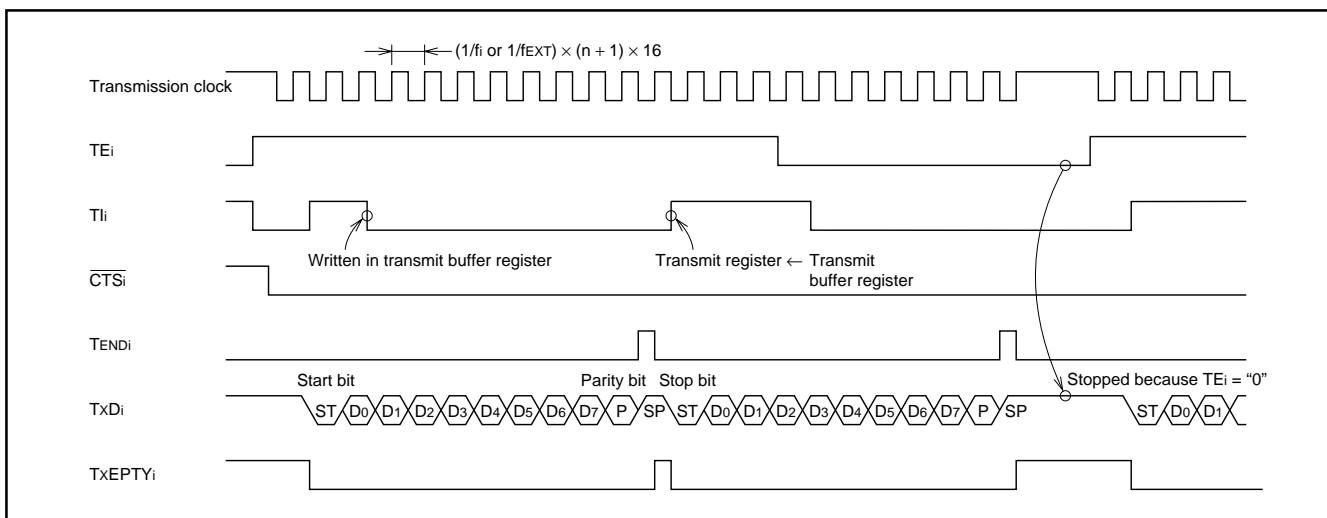 (1/fi or 1/fEXT) × (n + 1) × 16
Transmission clock
TEi
TIi
Written in transmit buffer register
Transmit register ← Transmit
buffer register
CTSi
TENDi
Start bit
Parity bit
Stop bit
Stopped because TEi = “0”
TxDi
ST D0 D1 D2 D3 D4 D5 D6 D7 P SP ST D0 D1 D2 D3 D4 D5 D6 D7 P SP ST D0 D1
TxEPTYi